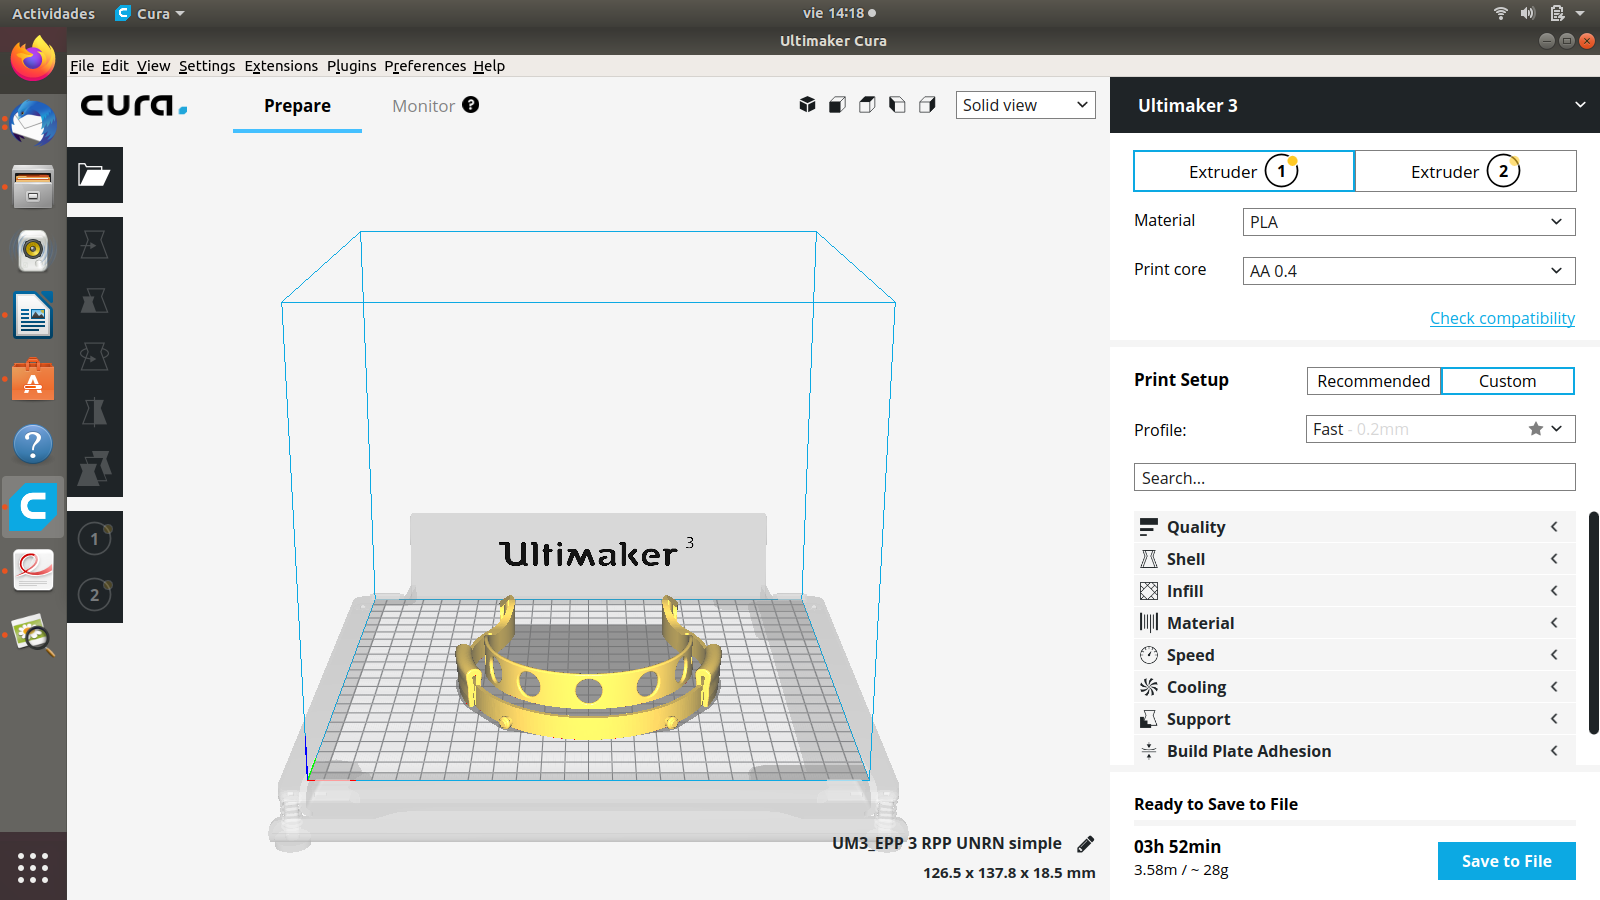 Actividades Cura vie 14:18
Ultimaker Cura
File Edit View Settings Extensions Plugins Preferences Help
cura. Prepare Monitor ? Solid view
Ultimaker 3
Extruder 1 Extruder 2
Material PLA
Print core AA 0.4
Check compatibility
Print Setup Recommended Custom
Profile: Fast - 0.2mm
Search...
Quality
Shell
Infill
Material
Speed
Cooling
Support
Build Plate Adhesion
1
2
Ultimaker 3
UM3_EPP 3 RPP UNRN simple
126.5 x 137.8 x 18.5 mm
Ready to Save to File
03h 52min
3.58m / ~ 28g
Save to File